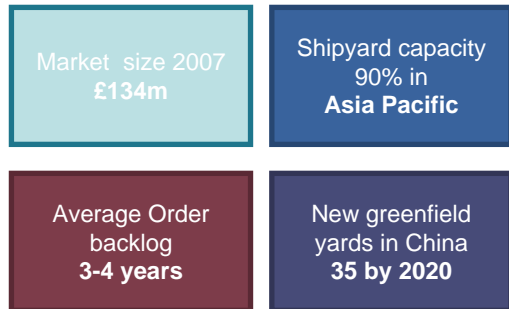 Market size 2007
£134m
Shipyard capacity
90% in
Asia Pacific
Average Order
backlog
3-4 years
New greenfield
yards in China
35 by 2020